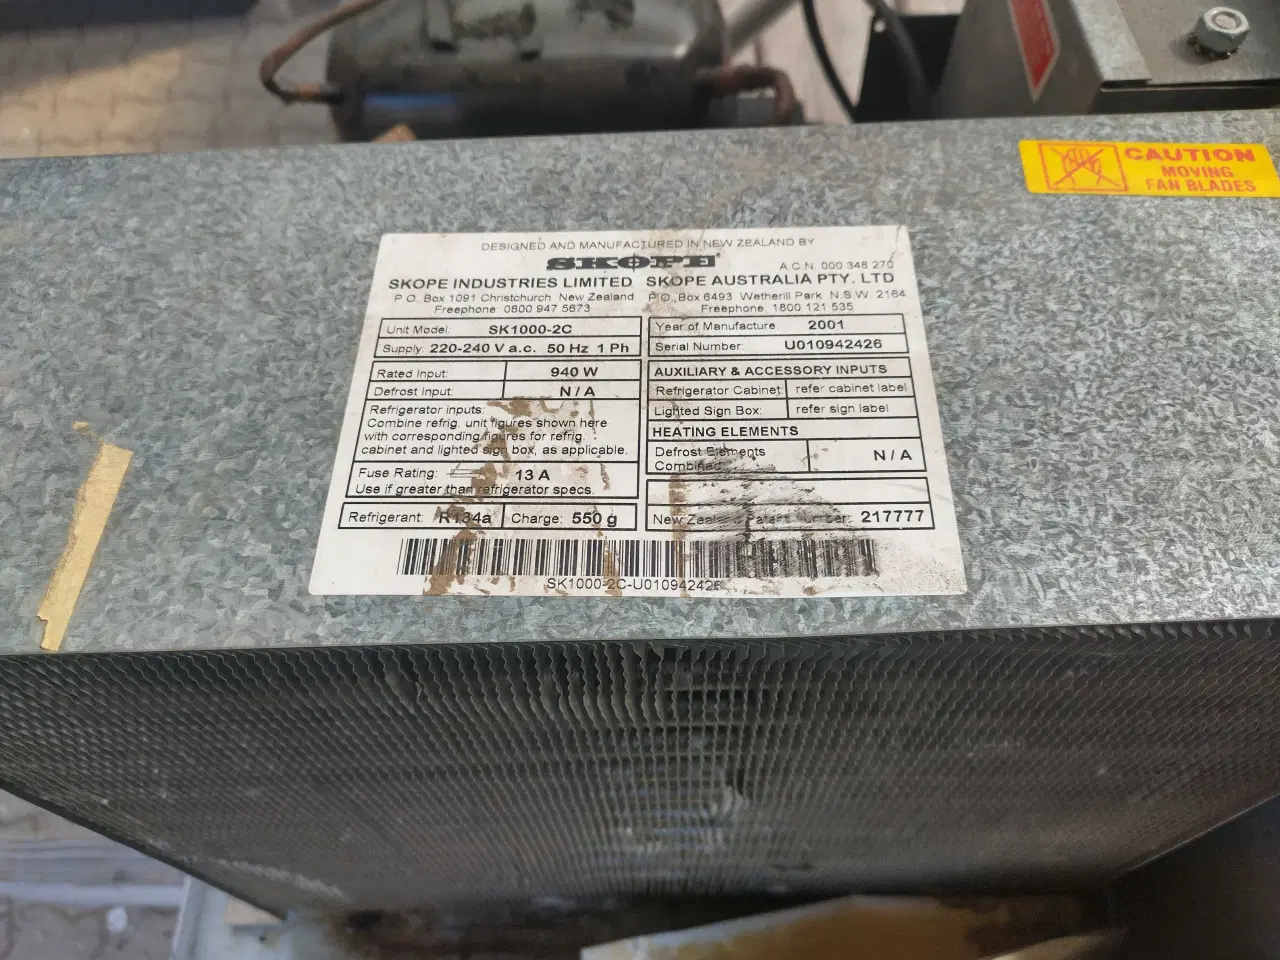 CAUTION
MOVING
FAN BLADES
DESIGNED AND MANUFACTURED IN NEW ZEALAND BY
SKOPE
A.C.N. 000 348 270
SKOPE INDUSTRIES LIMITED SKOPE AUSTRALIA PTY. LTD
P.O. Box 1091 Christchurch New Zealand P.O. Box 6493 Wetherill Park N.S.W. 2164
Freephone: 0800 947 5673 Freephone: 1800 121 535
Unit Model: SK1000-2C
Supply: 220-240 V a.c. 50 Hz 1 Ph
Rated Input: 940 W
Defrost Input: N/A
Refrigerator inputs:
Combine refrig. unit figures shown here
with corresponding figures for refrig.
cabinet and lighted sign box, as applicable.
Fuse Rating: 13 A
Use if greater than refrigerator specs.
Refrigerant: R134a Charge: 550 g
Year of Manufacture: 2001
Serial Number: U010942426
AUXILIARY & ACCESSORY INPUTS
Refrigerator Cabinet: refer cabinet label
Lighted Sign Box: refer sign label
HEATING ELEMENTS
Defrost Elements
Combined N/A
New Zealand Patent Number: 217777
SK1000-2C-U010942426